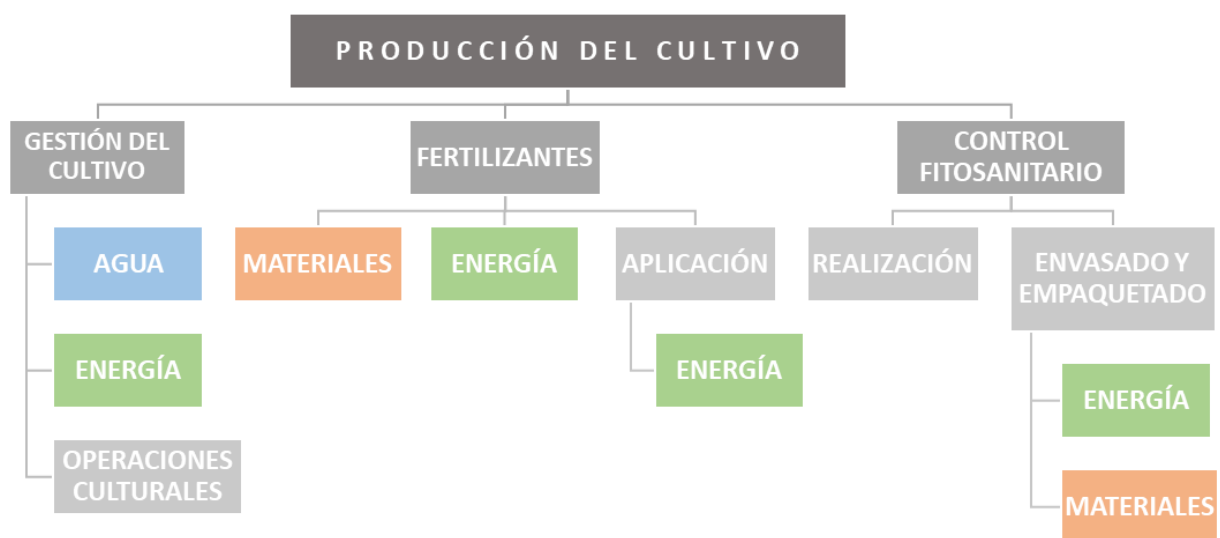 PRODUCCIÓN DEL CULTIVO
GESTIÓN DEL
CULTIVO
FERTILIZANTES
CONTROL
FITOSANITARIO
AGUA
MATERIALES
ENERGÍA
APLICACIÓN
REALIZACIÓN
ENVASADO Y
EMPAQUETADO
ENERGÍA
ENERGÍA
ENERGÍA
OPERACIONES
CULTURALES
MATERIALES